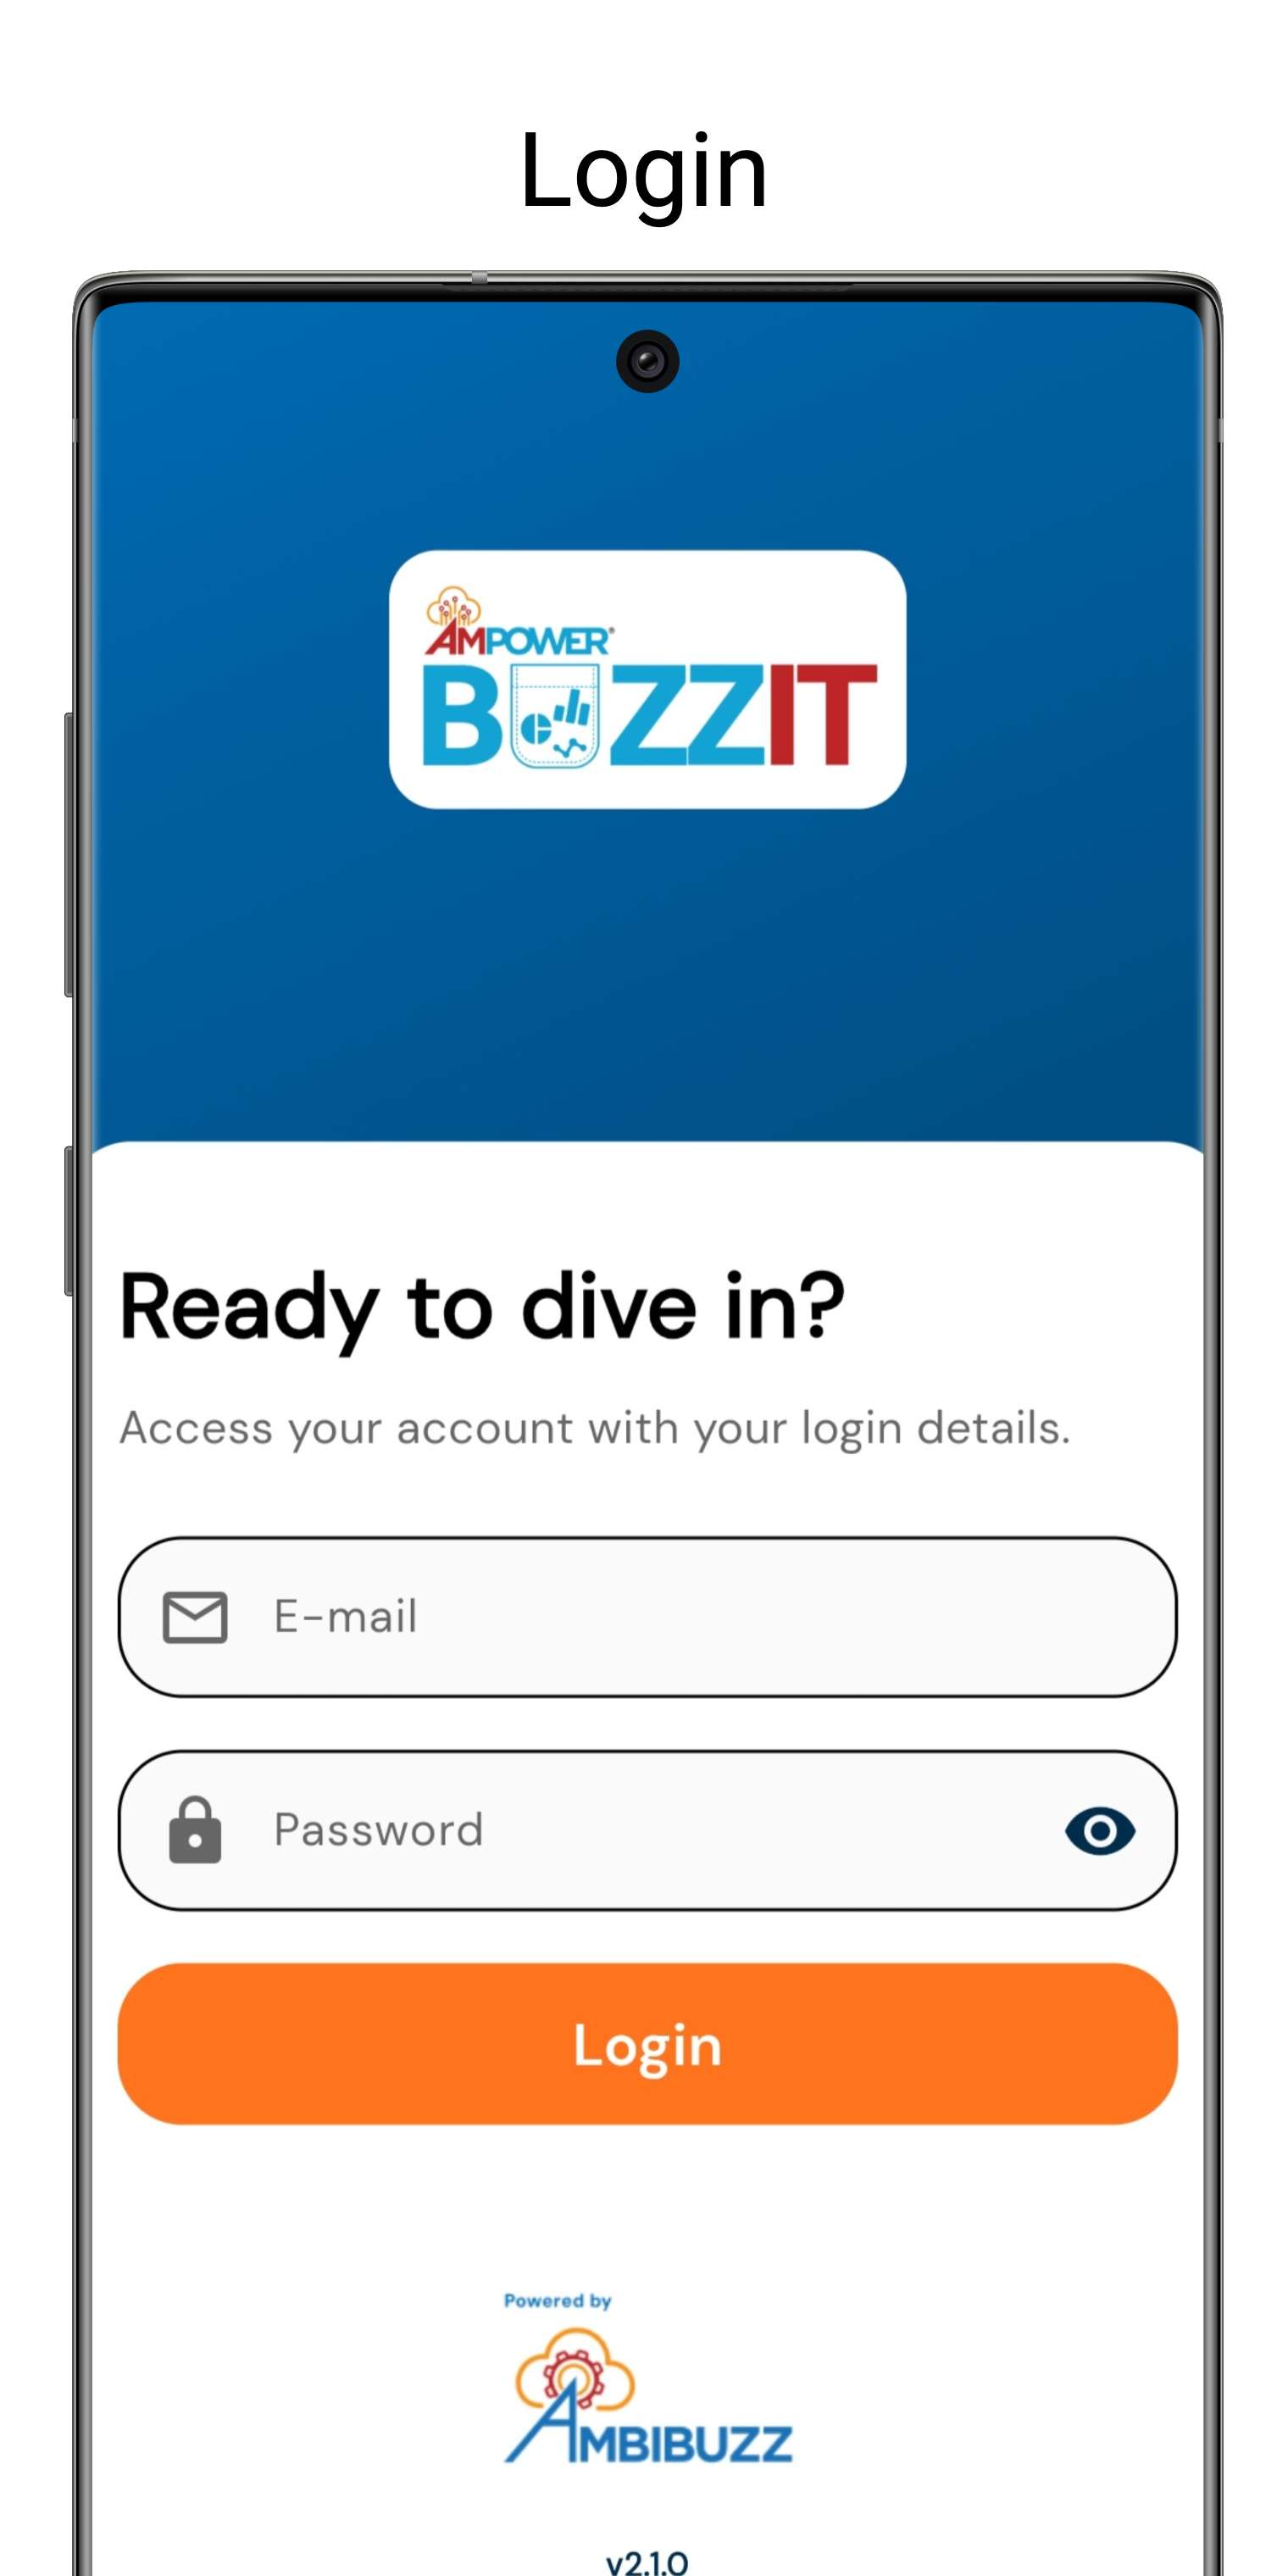 Login
AMPOWER®
BUZZIT
Ready to dive in?
Access your account with your login details.
E-mail
Password
Login
Powered by
AMBIBUZZ
v2.1.0